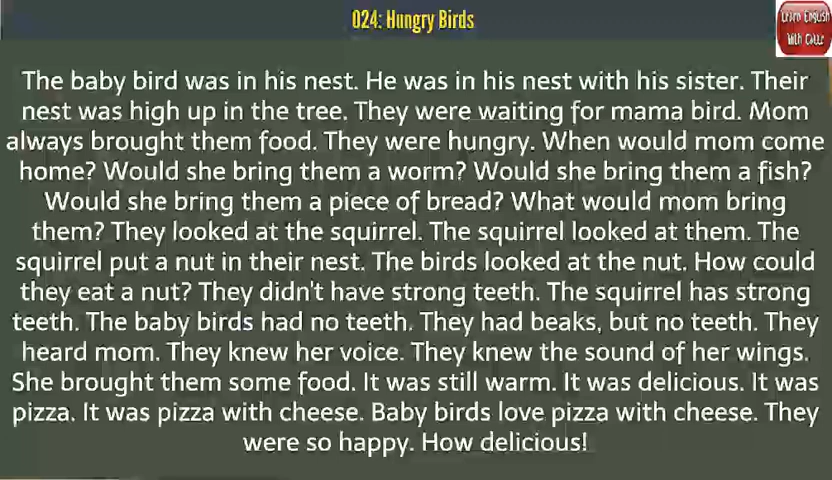 024: Hungry Birds
Learn English
With
The baby bird was in his nest. He was in his nest with his sister. Their
nest was high up in the tree. They were waiting for mama bird. Mom
always brought them food. They were hungry. When would mom come
home? Would she bring them a worm? Would she bring them a fish?
Would she bring them a piece of bread? What would mom bring
them? They looked at the squirrel. The squirrel looked at them. The
squirrel put a nut in their nest. The birds looked at the nut. How could
they eat a nut? They didn't have strong teeth. The squirrel has strong
teeth. The baby birds had no teeth. They had beaks, but no teeth. They
heard mom. They knew her voice. They knew the sound of her wings.
She brought them some food. It was still warm. It was delicious. It was
pizza. It was pizza with cheese. Baby birds love pizza with cheese. They
were so happy. How delicious!